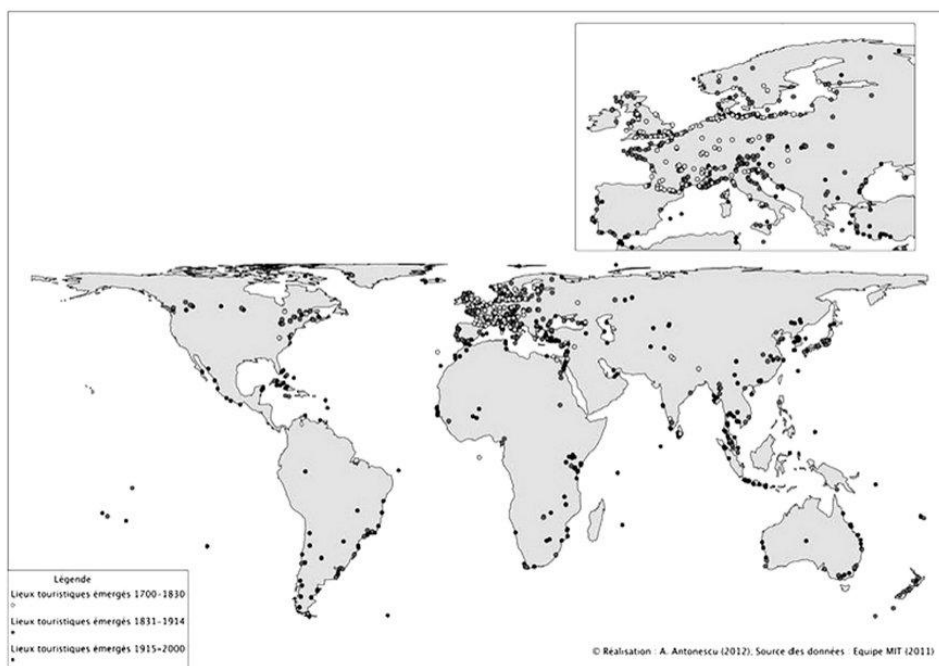 Légende
Lieux touristiques émergés 1700-1830
Lieux touristiques émergés 1831-1914
Lieux touristiques émergés 1915-2000
© Réalisation : A. Antonescu (2012), Source des données : Equipe MIT (2011)